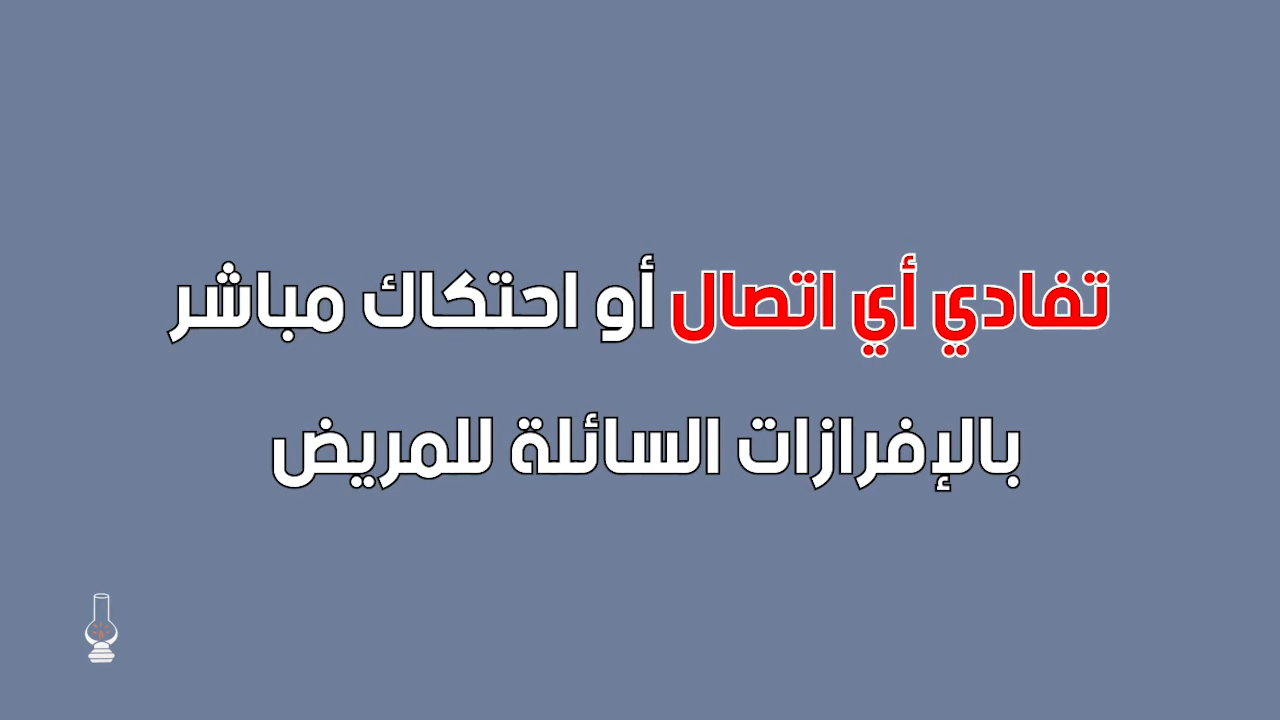 تفادي أي اتصال أو احتكاك مباشر
بالإفرازات السائلة للمريض